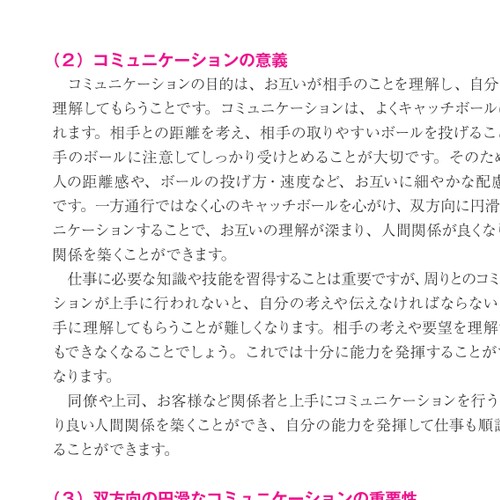 （２）コミュニケーションの意義
コミュニケーションの目的は、お互いが相手のことを理解し、自分
理解してもらうことです。コミュニケーションは、よくキャッチボール
れます。相手との距離を考え、相手の取りやすいボールを投げるこ
手のボールに注意してしっかり受けとめることが大切です。そのた
人の距離感や、ボールの投げ方・速度など、お互いに細やかな配慮
です。一方通行ではなく心のキャッチボールを心がけ、双方向に円滑
ニケーションすることで、お互いの理解が深まり、人間関係が良くな
関係を築くことができます。
仕事に必要な知識や技能を習得することは重要ですが、周りとのコミ
ションが上手に行われないと、自分の考えや伝えなければならない
手に理解してもらうことが難しくなります。相手の考えや要望を理解
もできなくなることでしょう。これでは十分に能力を発揮することが
なります。
同僚や上司、お客様など関係者と上手にコミュニケーションを行う
り良い人間関係を築くことができ、自分の能力を発揮して仕事も順
ることができます。
（３）双方向の円滑なコミュニケーションの重要性